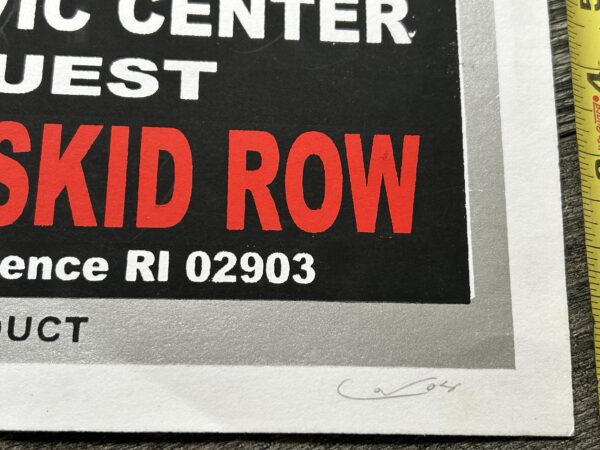 VIC CENTER
UEST
SKID ROW
ence RI 02903
DUCT